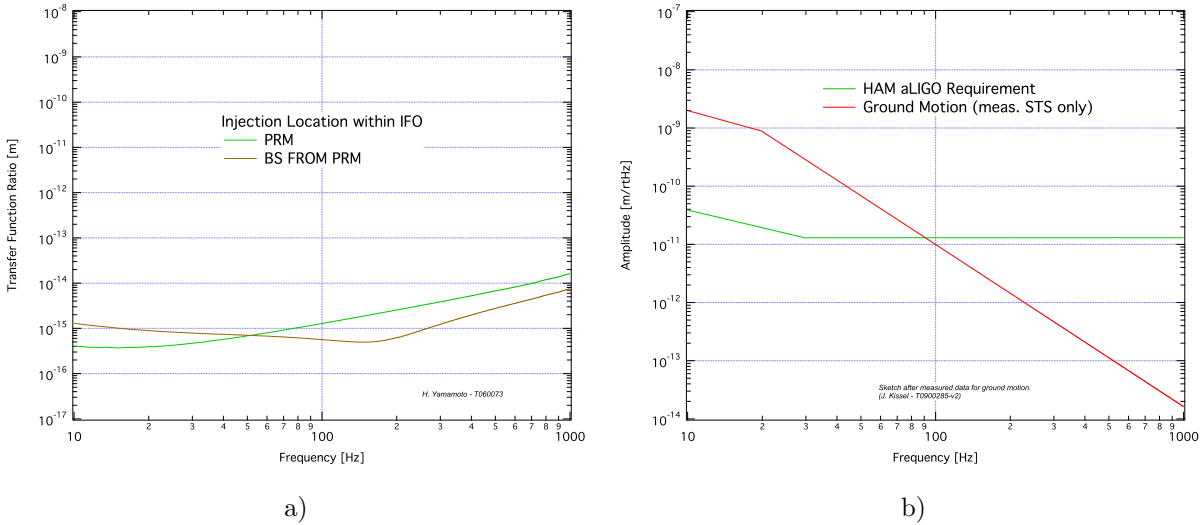 10⁻⁸
10⁻⁹
10⁻¹⁰
10⁻¹¹
10⁻¹²
10⁻¹³
10⁻¹⁴
10⁻¹⁵
10⁻¹⁶
10⁻¹⁷
Transfer Function Ratio [m]
Injection Location within IFO
PRM
BS FROM PRM
H. Yamamoto - T060073
10 2 3 4 5 6 7 8 9 100 2 3 4 5 6 7 8 9 1000
Frequency [Hz]
a)
10⁻⁷
10⁻⁸
10⁻⁹
10⁻¹⁰
10⁻¹¹
10⁻¹²
10⁻¹³
10⁻¹⁴
Amplitude [m/rtHz]
HAM aLIGO Requirement
Ground Motion (meas. STS only)
Sketch after measured data for ground motion.
(J. Kissel - T0900285-v2)
10 2 3 4 5 6 7 8 9 100 2 3 4 5 6 7 8 9 1000
Frequency [Hz]
b)